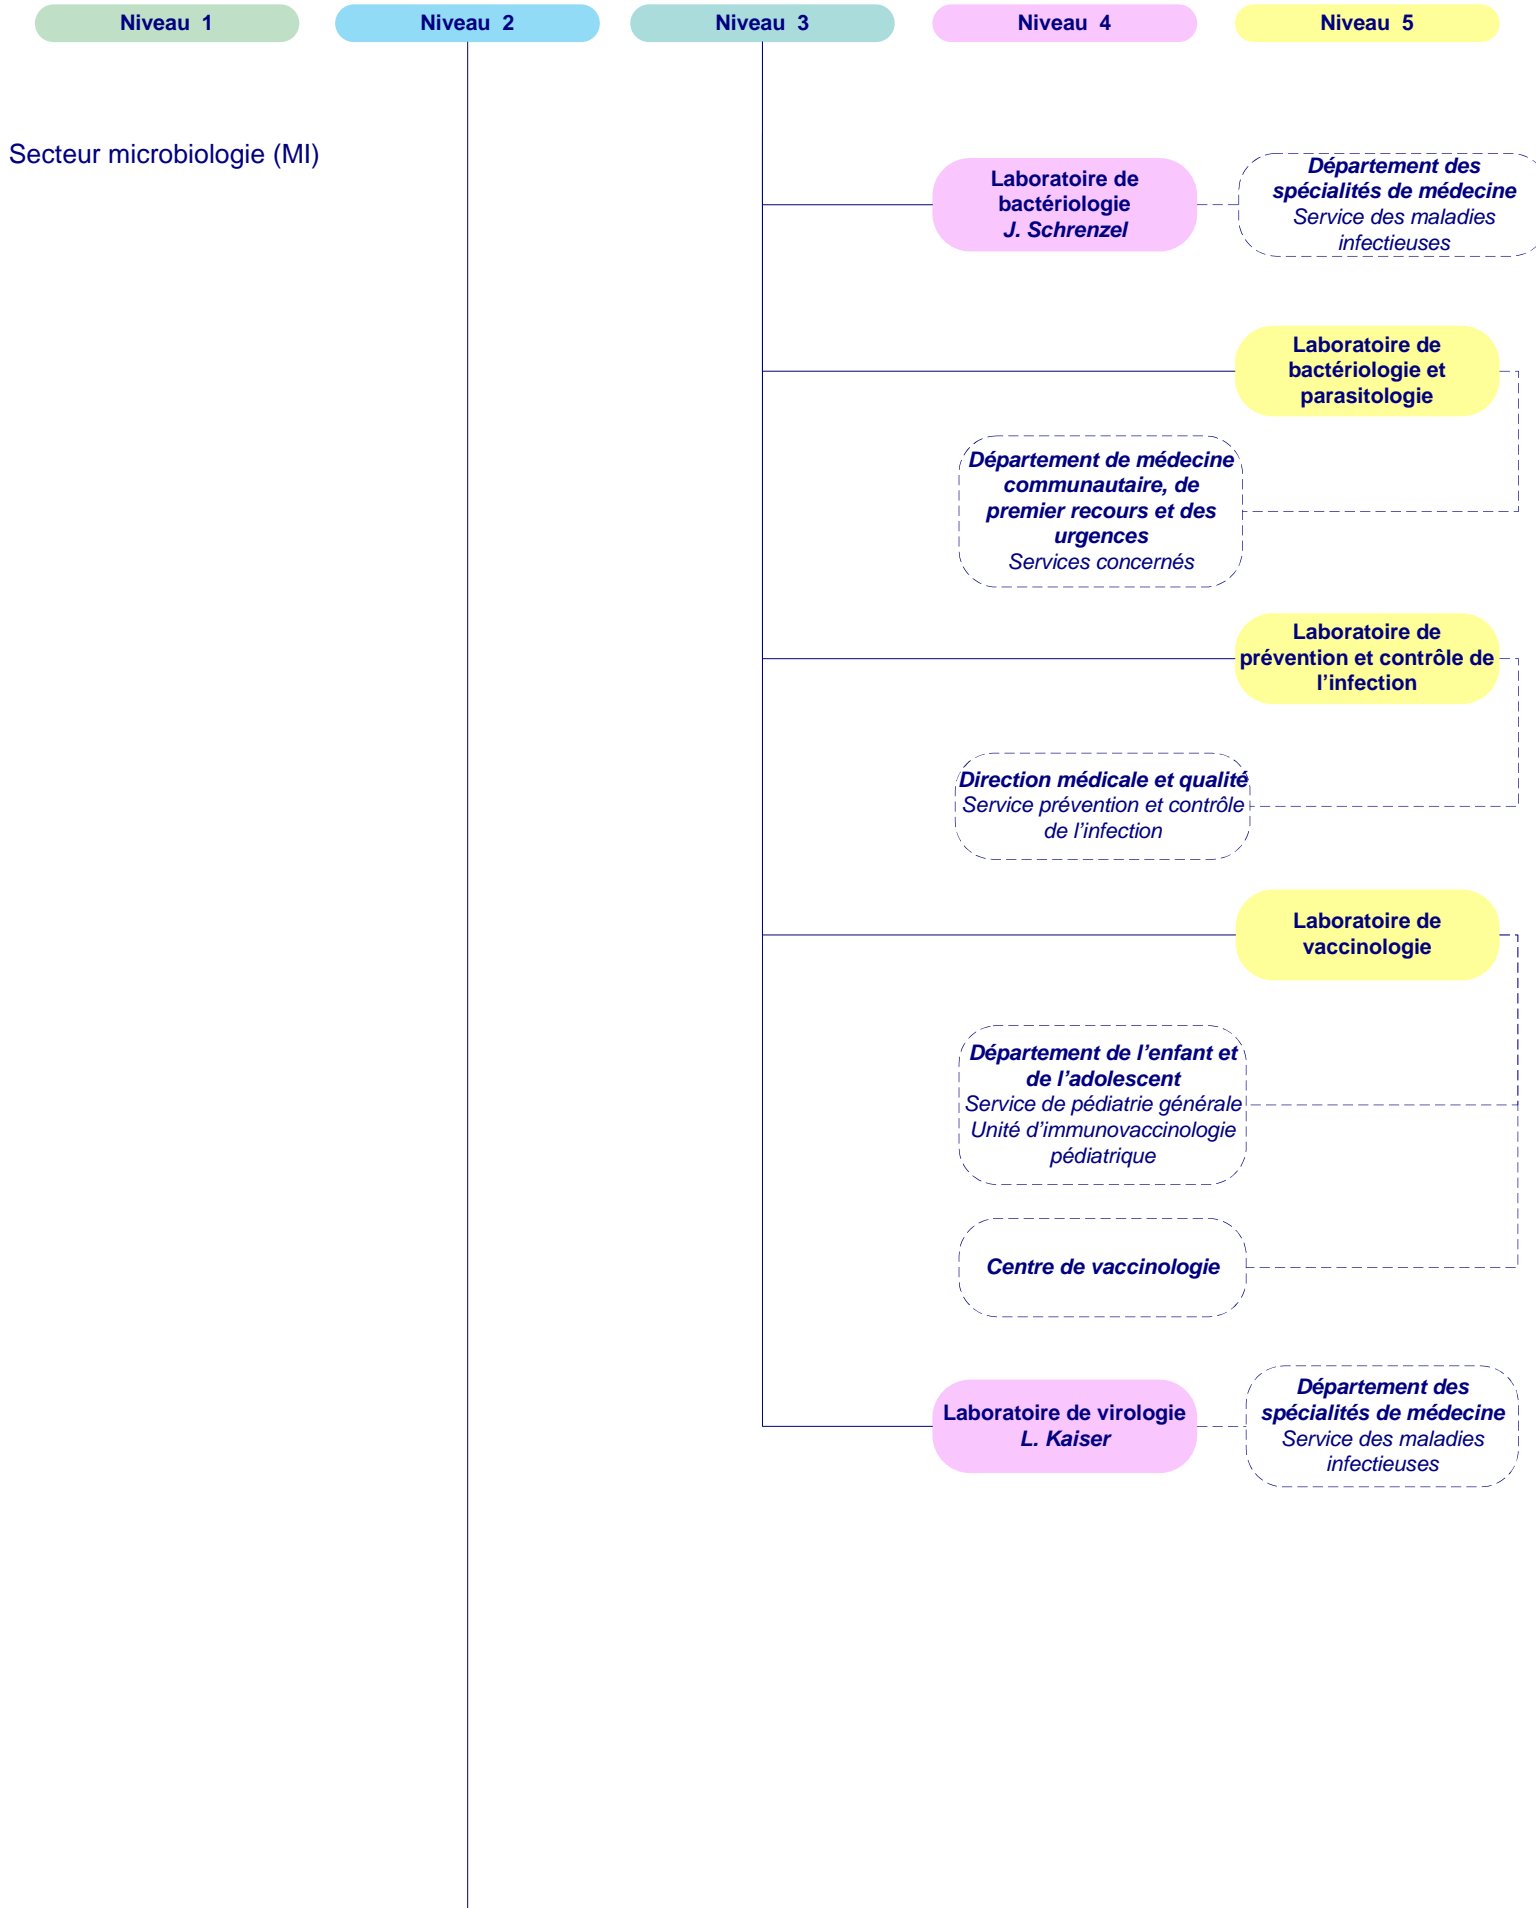 Niveau 1
Niveau 2
Niveau 3
Niveau 4
Niveau 5
Secteur microbiologie (MI)
Laboratoire de
bactériologie
J. Schrenzel
Département des
spécialités de médecine
Service des maladies
infectieuses
Laboratoire de
bactériologie et
parasitologie
Département de médecine
communautaire, de
premier recours et des
urgences
Services concernés
Laboratoire de
prévention et contrôle de
l’infection
Direction médicale et qualité
Service prévention et contrôle
de l’infection
Laboratoire de
vaccinologie
Département de l’enfant et
de l’adolescent
Service de pédiatrie générale
Unité d’immunovaccinologie
pédiatrique
Centre de vaccinologie
Laboratoire de virologie
L. Kaiser
Département des
spécialités de médecine
Service des maladies
infectieuses